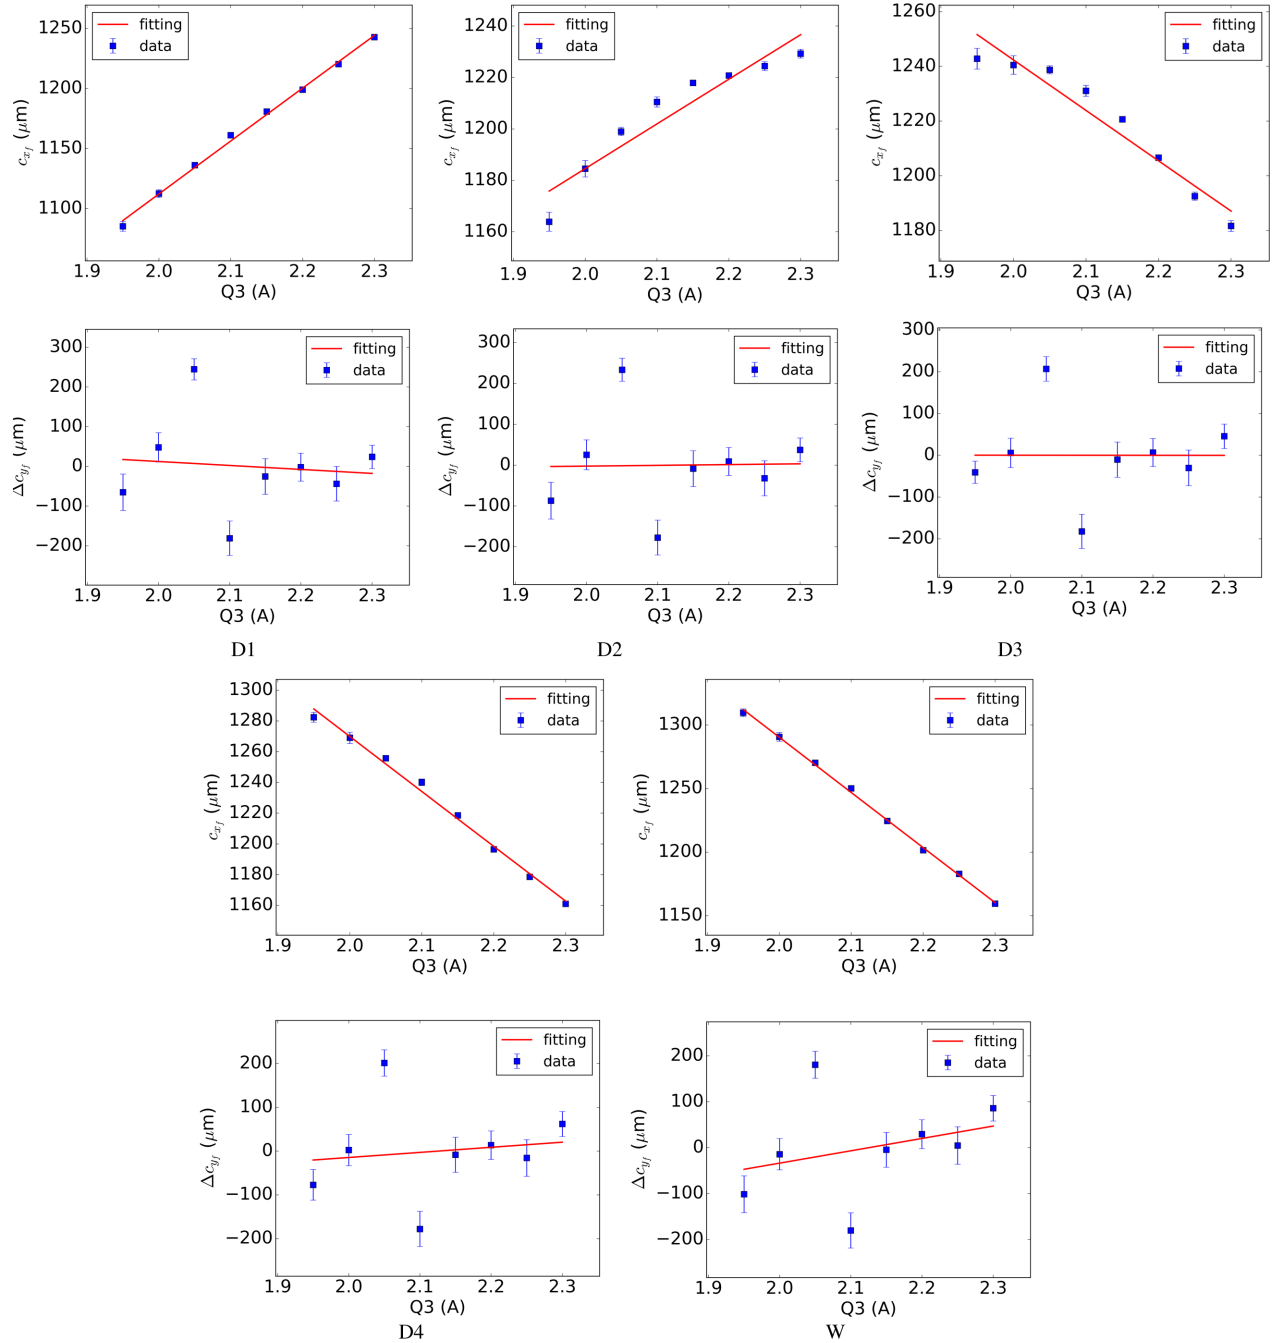 fitting
data
1250
1200
1150
1100
1.9 2.0 2.1 2.2 2.3
Q3 (A)
c_{x_f} (μm)
fitting
data
1240
1220
1200
1180
1160
1.9 2.0 2.1 2.2 2.3
Q3 (A)
c_{x_f} (μm)
fitting
data
1260
1240
1220
1200
1180
1.9 2.0 2.1 2.2 2.3
Q3 (A)
c_{x_f} (μm)
fitting
data
300
200
100
0
−100
−200
1.9 2.0 2.1 2.2 2.3
Q3 (A)
Δc_{y_f} (μm)
D1
fitting
data
300
200
100
0
−100
−200
1.9 2.0 2.1 2.2 2.3
Q3 (A)
Δc_{y_f} (μm)
D2
fitting
data
300
200
100
0
−100
−200
1.9 2.0 2.1 2.2 2.3
Q3 (A)
Δc_{y_f} (μm)
D3
fitting
data
1300
1280
1260
1240
1220
1200
1180
1160
1.9 2.0 2.1 2.2 2.3
Q3 (A)
c_{x_f} (μm)
fitting
data
1300
1250
1200
1150
1.9 2.0 2.1 2.2 2.3
Q3 (A)
c_{x_f} (μm)
fitting
data
200
100
0
−100
−200
1.9 2.0 2.1 2.2 2.3
Q3 (A)
Δc_{y_f} (μm)
D4
fitting
data
200
100
0
−100
−200
1.9 2.0 2.1 2.2 2.3
Q3 (A)
Δc_{y_f} (μm)
W